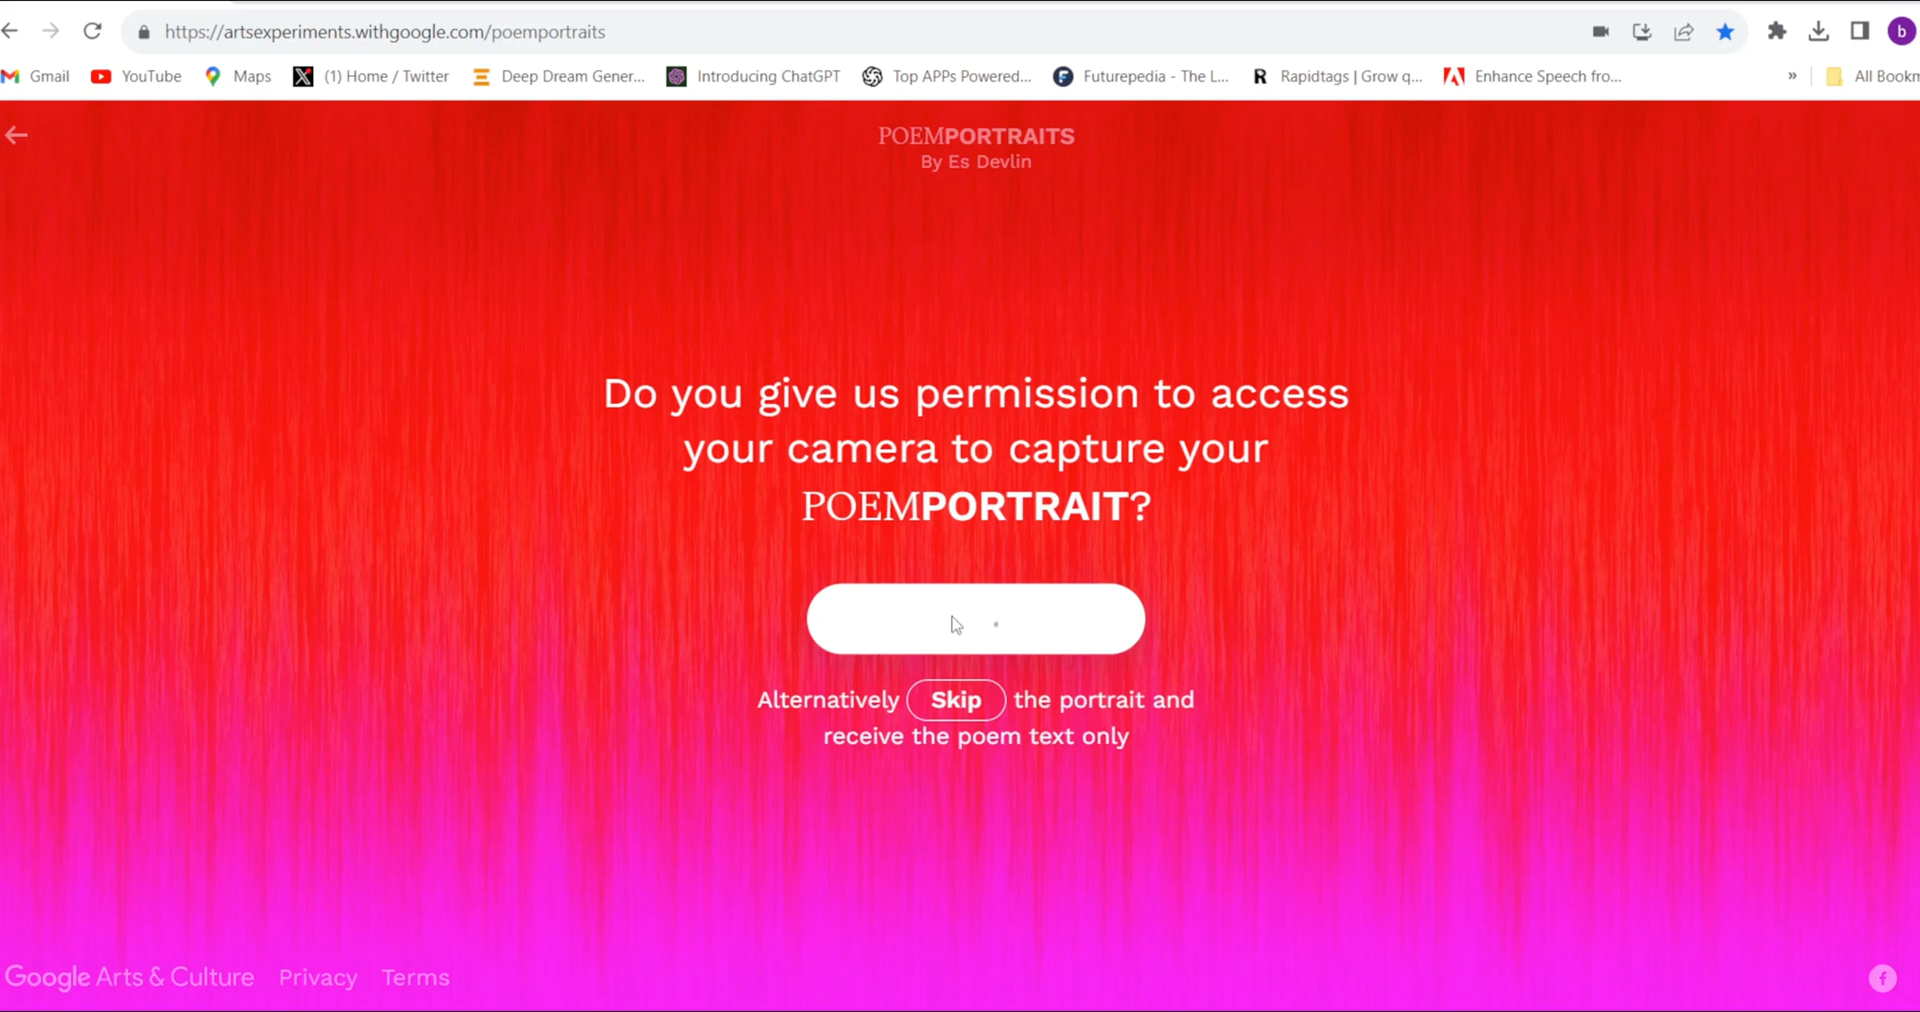 https://artsexperiments.withgoogle.com/poemportraits
b
Gmail
YouTube
Maps
(1) Home / Twitter
Deep Dream Gener...
Introducing ChatGPT
Top APPs Powered...
Futurepedia - The L...
Rapidtags | Grow q...
Enhance Speech fro...
»
All Bookm
POEMPORTRAITS
By Es Devlin
Do you give us permission to access
your camera to capture your
POEMPORTRAIT?
Alternatively Skip the portrait and
receive the poem text only
Google Arts & Culture
Privacy
Terms